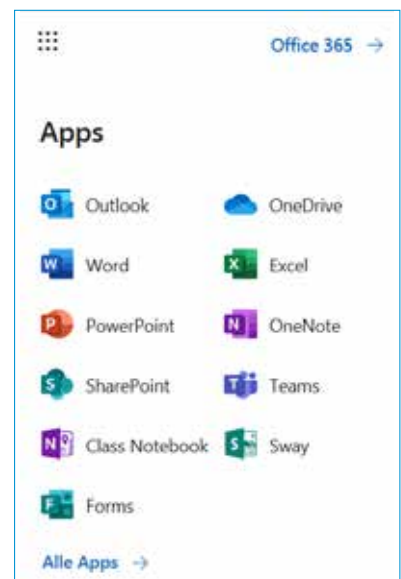 Office 365 →
Apps
Outlook OneDrive
Word Excel
PowerPoint OneNote
SharePoint Teams
Class Notebook Sway
Forms
Alle Apps →